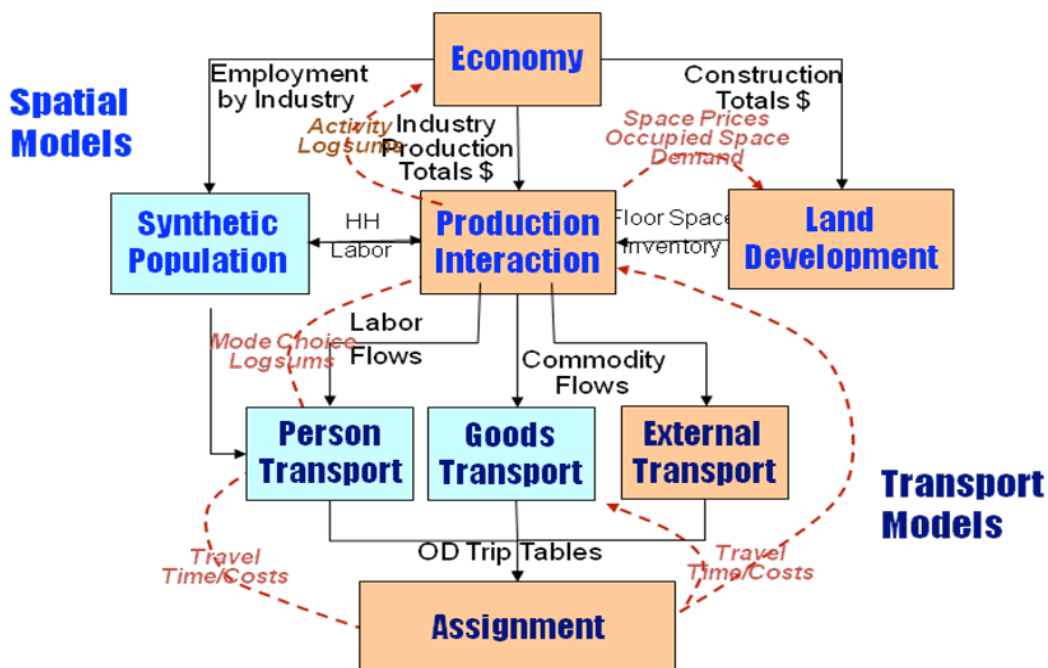 Economy
Employment
by Industry
Construction
Totals $
Spatial
Models
Activity
Logsums
Industry
Production
Totals $
Space Prices
Occupied Space
Demand
Synthetic
Population
HH
Labor
Production
Interaction
Floor Space
Inventory
Land
Development
Mode Choice
Logsums
Labor
Flows
Commodity
Flows
Person
Transport
Goods
Transport
External
Transport
Transport
Models
OD Trip Tables
Travel
Time/Costs
Travel
Time/Costs
Assignment